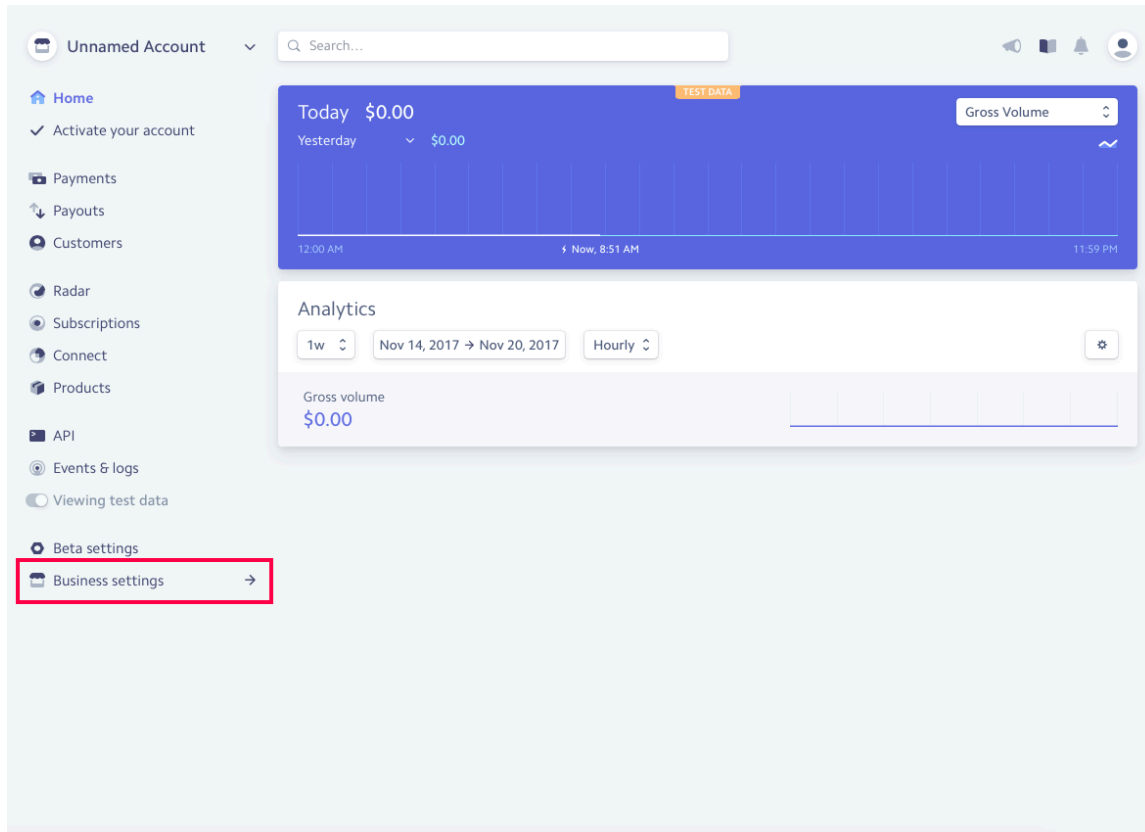 Unnamed Account
Search...
Home
Activate your account
Payments
Payouts
Customers
Radar
Subscriptions
Connect
Products
API
Events & logs
Viewing test data
Beta settings
Business settings
TEST DATA
Today $0.00
Gross Volume
Yesterday $0.00
12:00 AM Now, 8:51 AM 11:59 PM
Analytics
1w Nov 14, 2017 → Nov 20, 2017 Hourly
Gross volume
$0.00